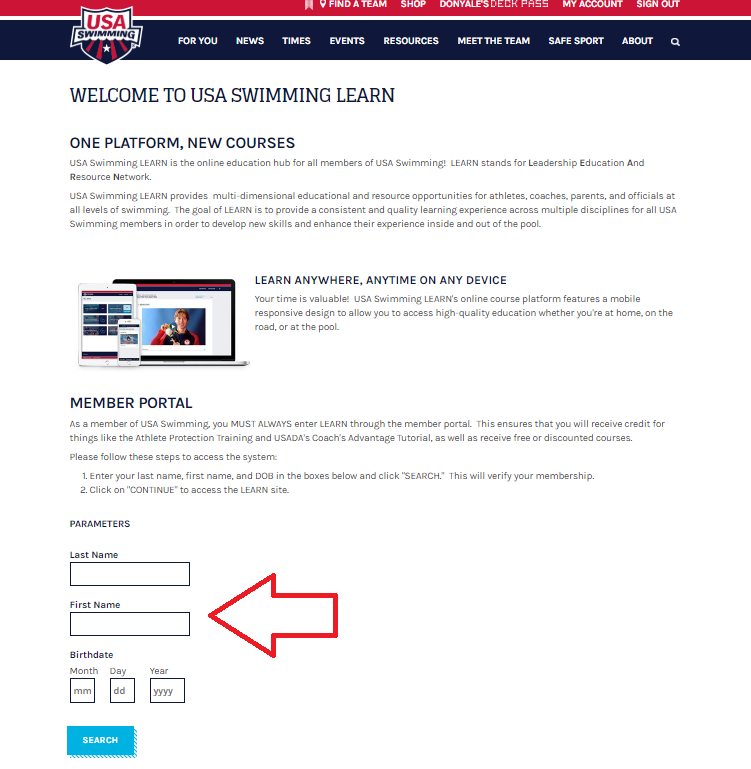 FIND A TEAM SHOP DONYALE'S DECK PASS MY ACCOUNT SIGN OUT
USA
SWIMMING
FOR YOU NEWS TIMES EVENTS RESOURCES MEET THE TEAM SAFE SPORT ABOUT
WELCOME TO USA SWIMMING LEARN
ONE PLATFORM, NEW COURSES
USA Swimming LEARN is the online education hub for all members of USA Swimming! LEARN stands for Leadership Education And
Resource Network.
USA Swimming LEARN provides multi-dimensional educational and resource opportunities for athletes, coaches, parents, and officials at
all levels of swimming. The goal of LEARN is to provide a consistent and quality learning experience across multiple disciplines for all USA
Swimming members in order to develop new skills and enhance their experience inside and out of the pool.
LEARN ANYWHERE, ANYTIME ON ANY DEVICE
Your time is valuable! USA Swimming LEARN's online course platform features a mobile
responsive design to allow you to access high-quality education whether you're at home, on the
road, or at the pool.
MEMBER PORTAL
As a member of USA Swimming, you MUST ALWAYS enter LEARN through the member portal. This ensures that you will receive credit for
things like the Athlete Protection Training and USADA's Coach's Advantage Tutorial, as well as receive free or discounted courses.
Please follow these steps to access the system:
1. Enter your last name, first name, and DOB in the boxes below and click "SEARCH." This will verify your membership.
2. Click on "CONTINUE" to access the LEARN site.
PARAMETERS
Last Name
First Name
Birthdate
Month Day Year
mm dd yyyy
SEARCH